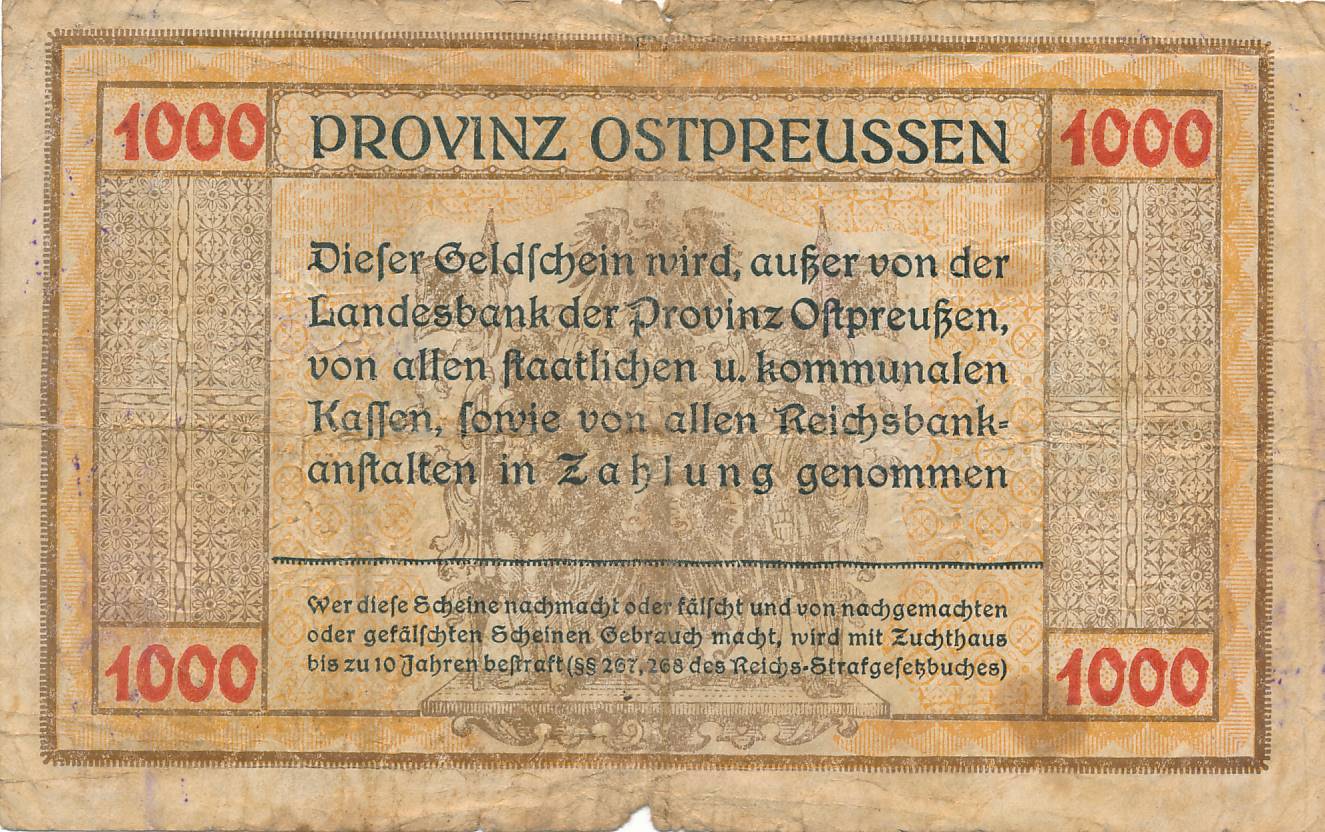 1000 PROVINZ OSTPREUSSEN 1000
Dieſer Geldſchein wird, außer von der
Landesbank der Provinz Oſtpreußen,
von allen ſtaatlichen u. kommunalen
Kaſſen, ſowie von allen Reichsbank-
anſtalten in Zahlung genommen
Wer dieſe Scheine nachmacht oder fälſcht und von nachgemachten
oder gefälſchten Scheinen Gebrauch macht, wird mit Zuchthaus
bis zu 10 Jahren beſtraft (§§ 267, 268 des Reichs-Strafgeſetzbuches)
1000 1000